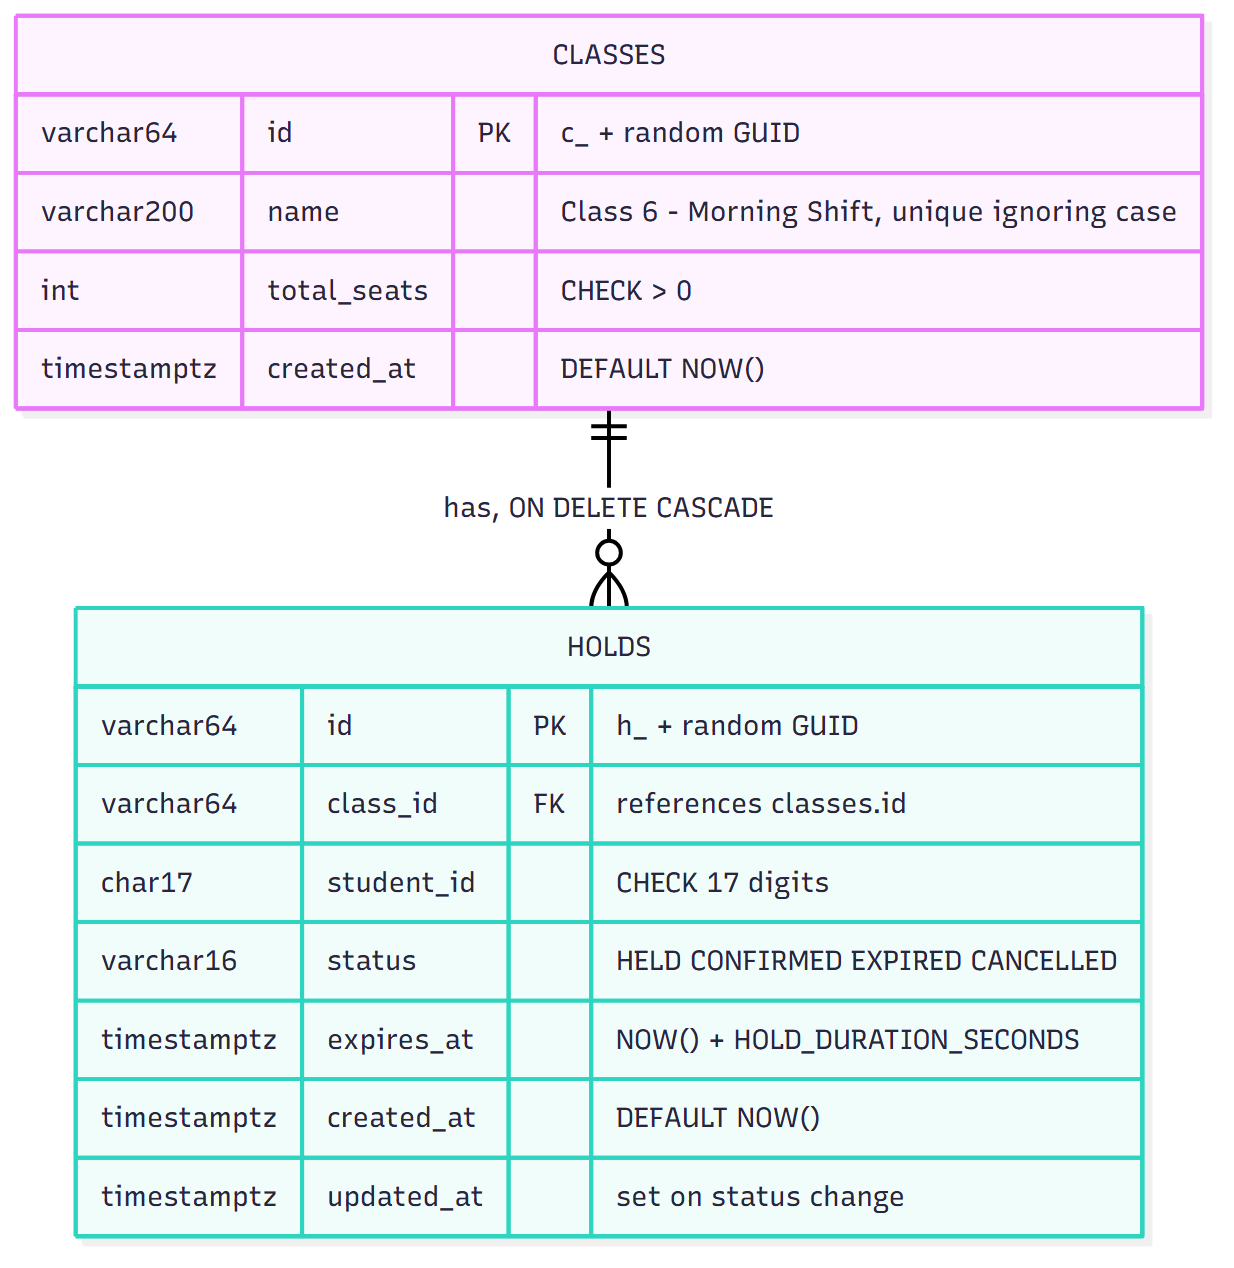 CLASSES
varchar64 id PK c_ + random GUID
varchar200 name Class 6 - Morning Shift, unique ignoring case
int total_seats CHECK > 0
timestamptz created_at DEFAULT NOW()
has, ON DELETE CASCADE
HOLDS
varchar64 id PK h_ + random GUID
varchar64 class_id FK references classes.id
char17 student_id CHECK 17 digits
varchar16 status HELD CONFIRMED EXPIRED CANCELLED
timestamptz expires_at NOW() + HOLD_DURATION_SECONDS
timestamptz created_at DEFAULT NOW()
timestamptz updated_at set on status change